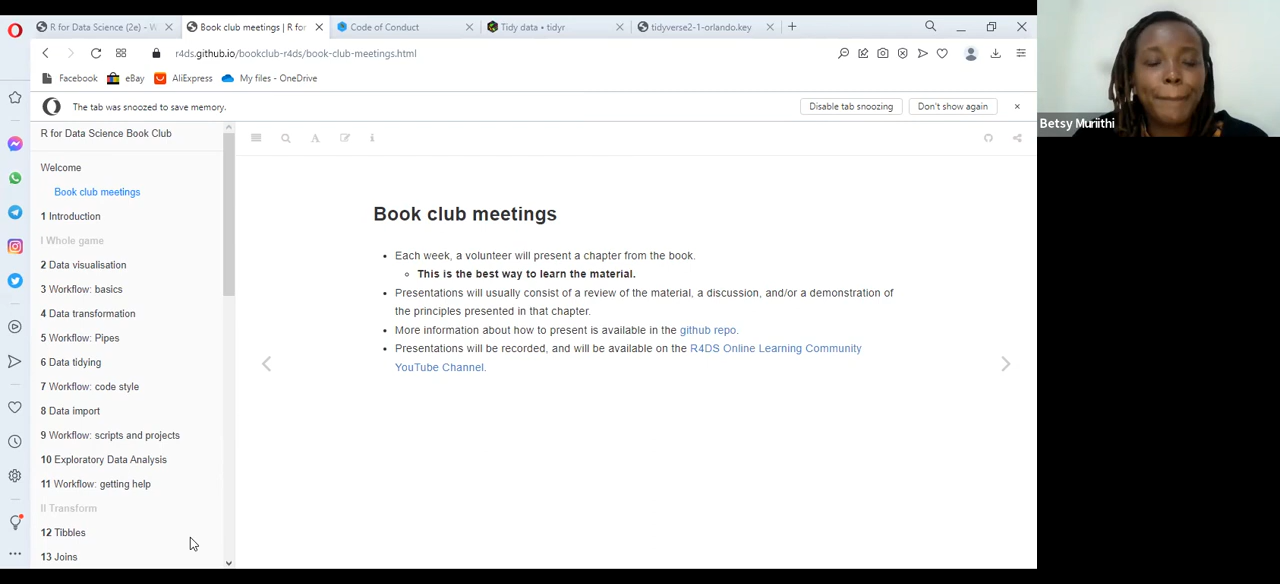 R for Data Science (2e) - W
Book club meetings | R for
Code of Conduct
Tidy data • tidyr
tidyverse2-1-orlando.key
r4ds.github.io/bookclub-r4ds/book-club-meetings.html
Facebook
eBay
AliExpress
My files - OneDrive
The tab was snoozed to save memory.
Disable tab snoozing
Don't show again
Betsy Muriithi
R for Data Science Book Club
Welcome
Book club meetings
1 Introduction
I Whole game
2 Data visualisation
3 Workflow: basics
4 Data transformation
5 Workflow: Pipes
6 Data tidying
7 Workflow: code style
8 Data import
9 Workflow: scripts and projects
10 Exploratory Data Analysis
11 Workflow: getting help
II Transform
12 Tibbles
13 Joins
Book club meetings
• Each week, a volunteer will present a chapter from the book.
◦ This is the best way to learn the material.
• Presentations will usually consist of a review of the material, a discussion, and/or a demonstration of
the principles presented in that chapter.
• More information about how to present is available in the github repo.
• Presentations will be recorded, and will be available on the R4DS Online Learning Community
YouTube Channel.